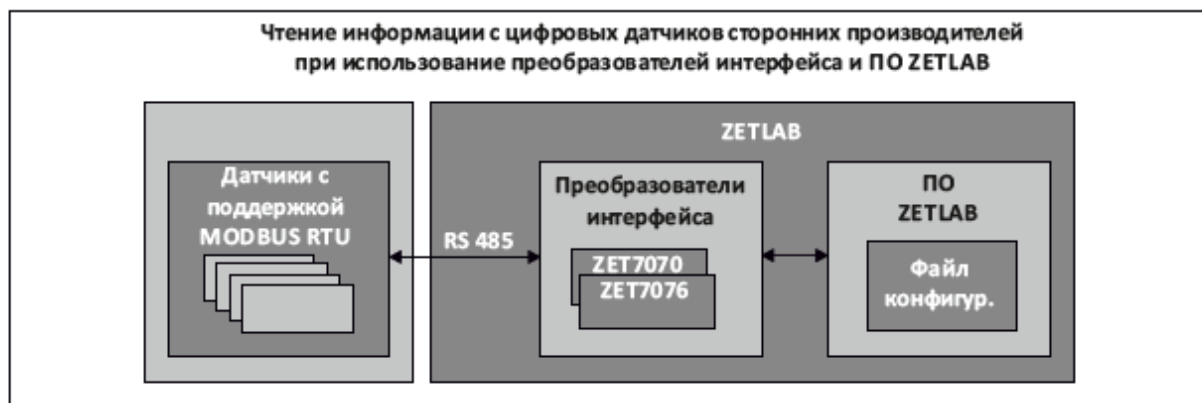 Чтение информации с цифровых датчиков сторонних производителей
при использование преобразователей интерфейса и ПО ZETLAB
ZETLAB
Датчики с
поддержкой
MODBUS RTU
RS 485
Преобразователи
интерфейса
ZET7070
ZET7076
ПО
ZETLAB
Файл
конфигур.